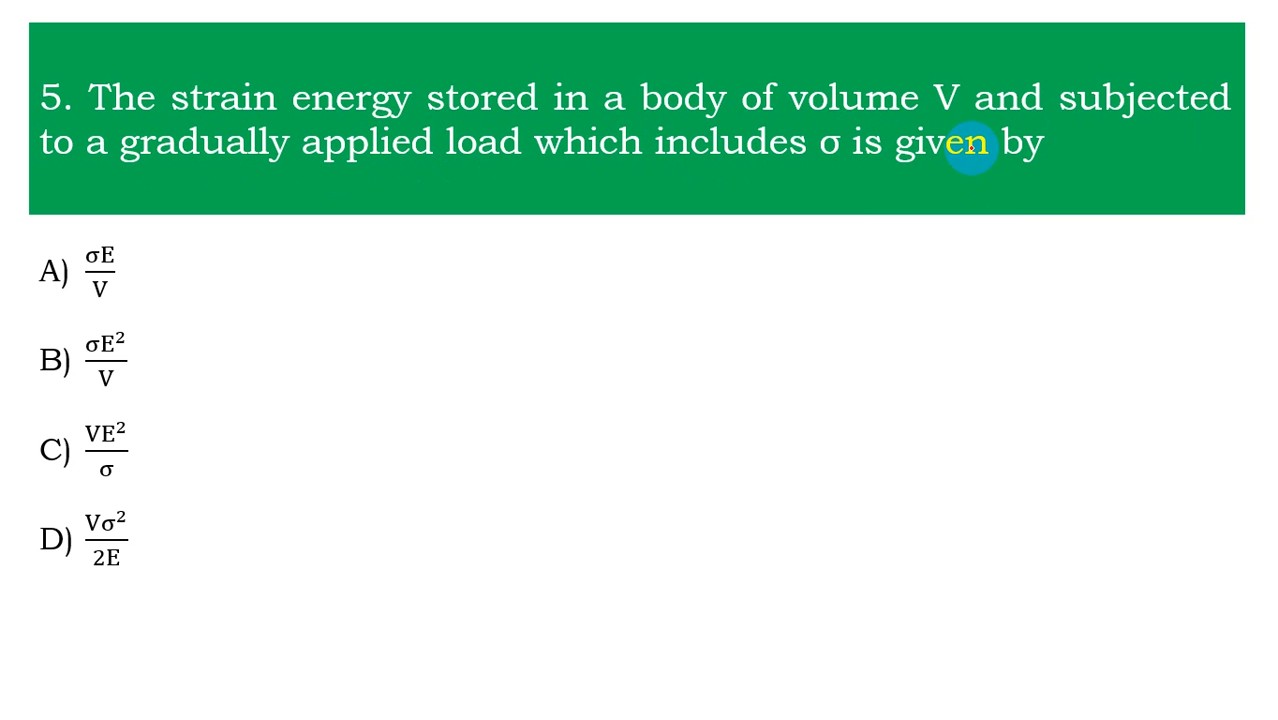 5. The strain energy stored in a body of volume V and subjected
to a gradually applied load which includes σ is given by
A) σE/V
B) σE²/V
C) VE²/σ
D) Vσ²/2E